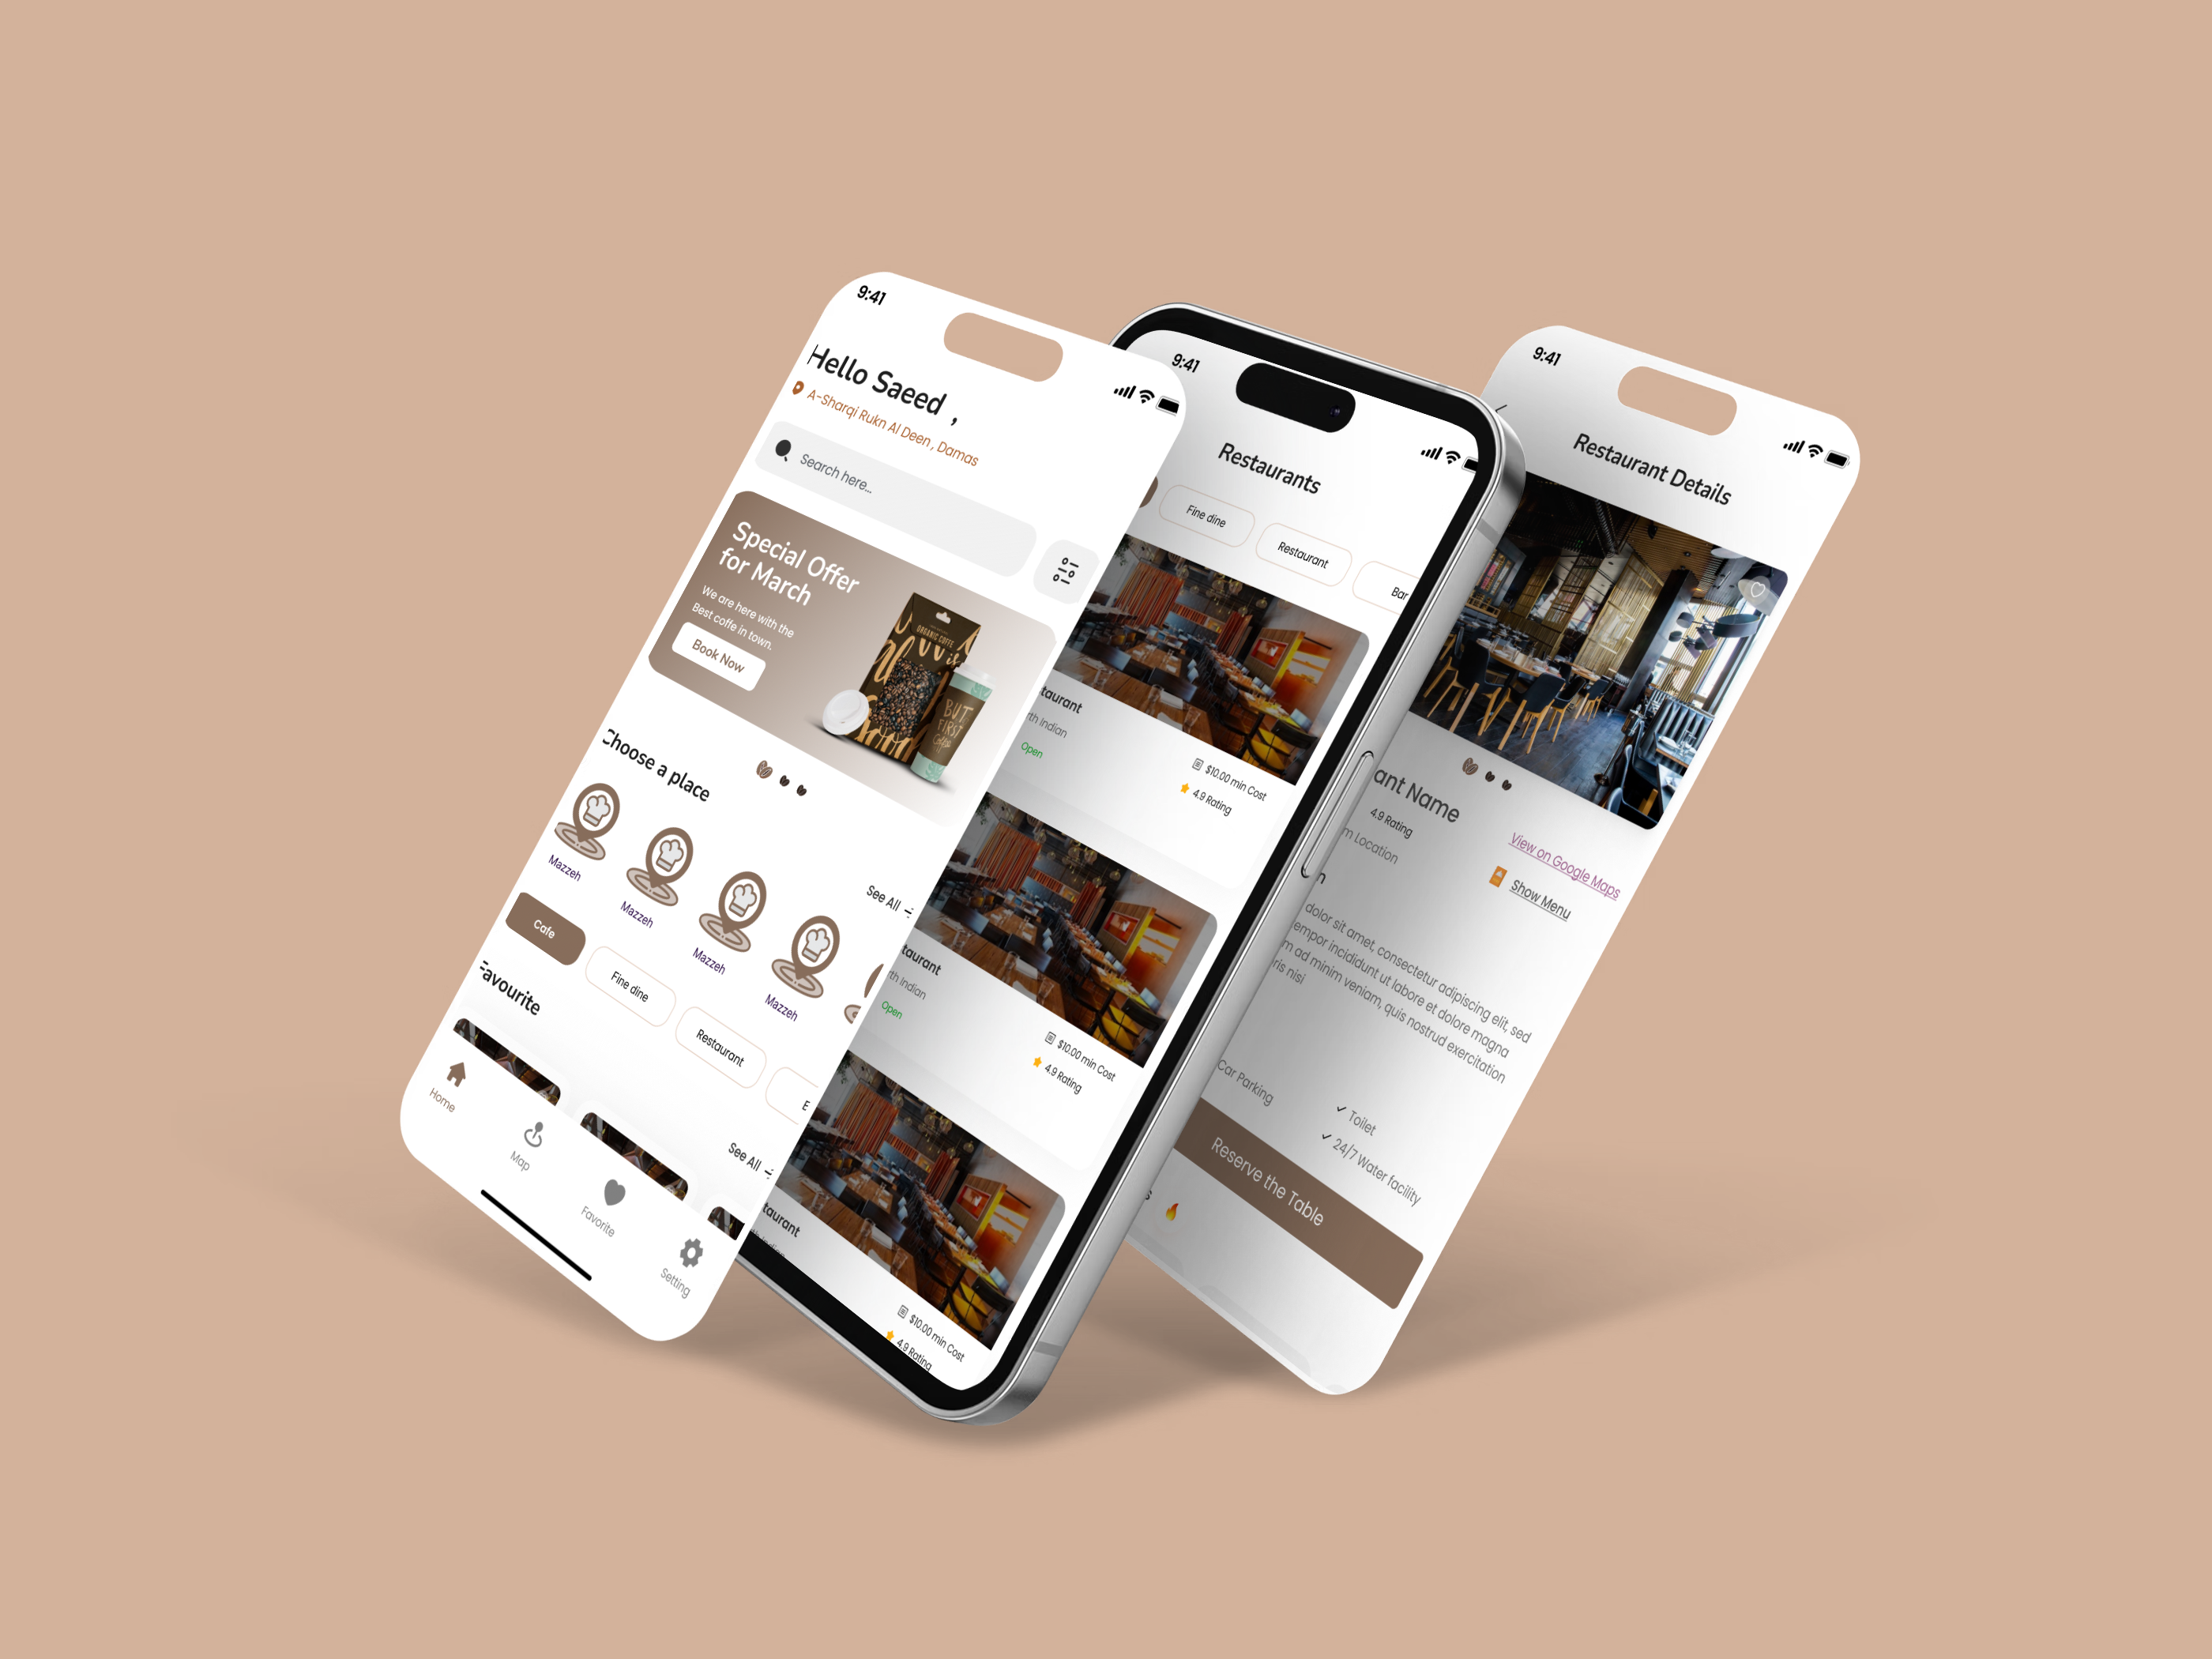 9:41
Hello Saeed ,
A-Sharqi Rukn Al Deen , Damas
Search here...
Special Offer
for March
We are here with the
Best coffe in town.
Book Now
ORGANIC COFFE
BUT
FIRST
Coffee
Choose a place
See All
Mazzeh
Mazzeh
Mazzeh
Mazzeh
Cafe
Fine dine
Restaurant
Favourite
See All
Home
Map
Favorite
Setting
9:41
Restaurants
Fine dine
Restaurant
Bar
taurant
rth Indian
Open
$10.00 min Cost
4.9 Rating
taurant
rth Indian
Open
$10.00 min Cost
4.9 Rating
taurant
$10.00 min Cost
4.9 Rating
9:41
Restaurant Details
ant Name
4.9 Rating
View on Google Maps
m Location
Show Menu
n
dolor sit amet, consectetur adipiscing elit, sed
empor incididunt ut labore et dolore magna
m ad minim veniam, quis nostrud exercitation
ris nisi
Car Parking
Toilet
24/7 Water facility
Reserve the Table
s